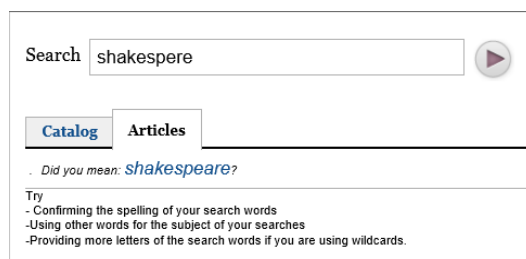 Search shakespere
Catalog Articles
. Did you mean: shakespeare?
Try
- Confirming the spelling of your search words
-Using other words for the subject of your searches
-Providing more letters of the search words if you are using wildcards.